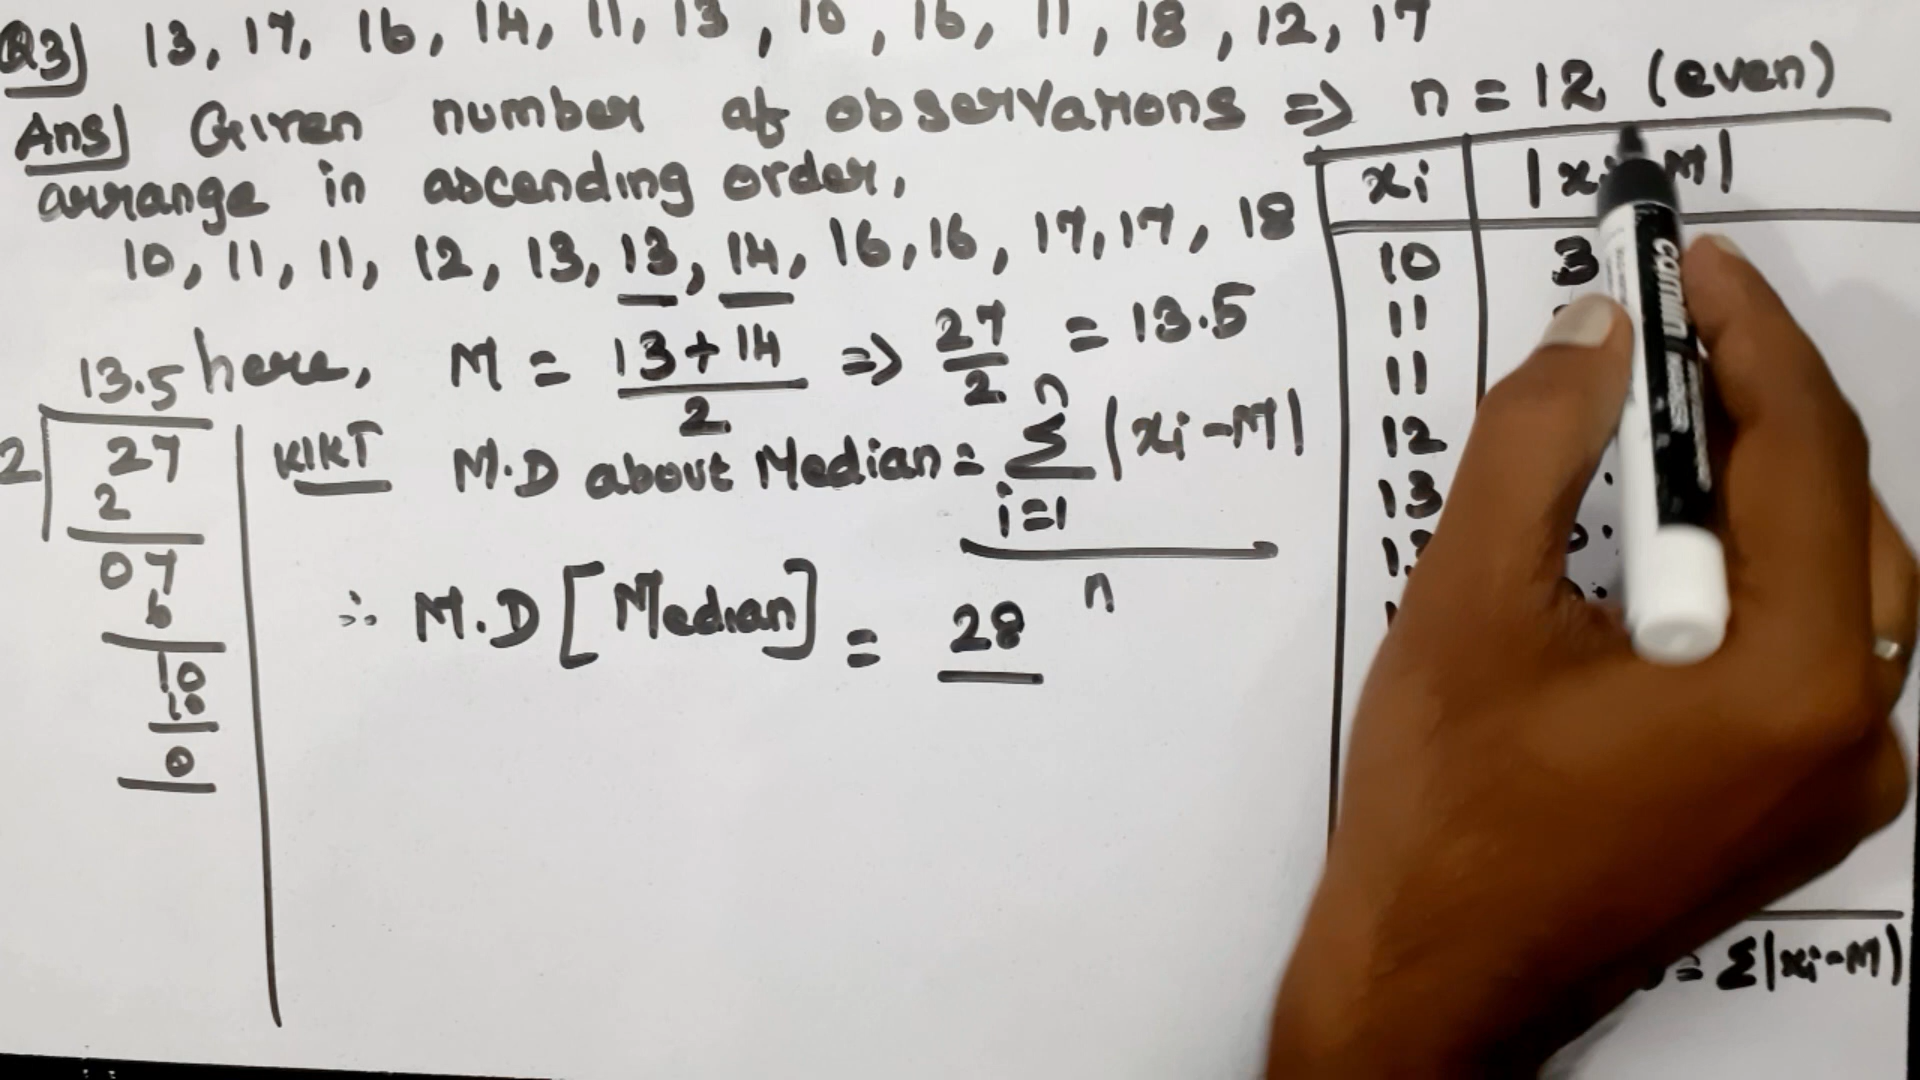 Q3) 13, 17, 16, 14, 11, 13, 10, 16, 11, 18, 12, 17
Ans) Given number of observations => n = 12 (even)
arrange in ascending order,
10, 11, 11, 12, 13, 13, 14, 16, 16, 17, 17, 18
here, M = 13+14/2 => 27/2 = 13.5
WKT M.D about Median = n Σ i=1 |xi-M| / n
∴ M.D [Median] = 28
13.5
2 27
2
07
6
10
10
0
xi |xi-M|
10 3
11
11
12
13
= Σ|xi-M|
camlin